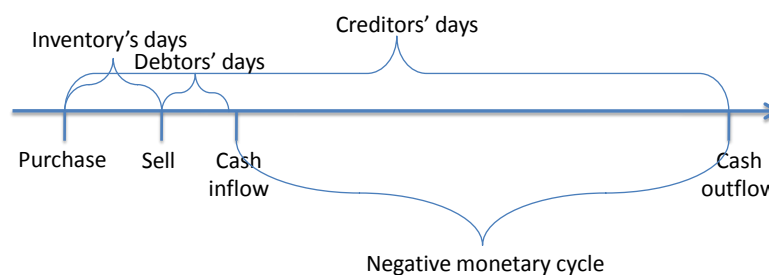 Creditors’ days
Inventory’s days
Debtors’ days
Purchase
Sell
Cash
inflow
Cash
outflow
Negative monetary cycle